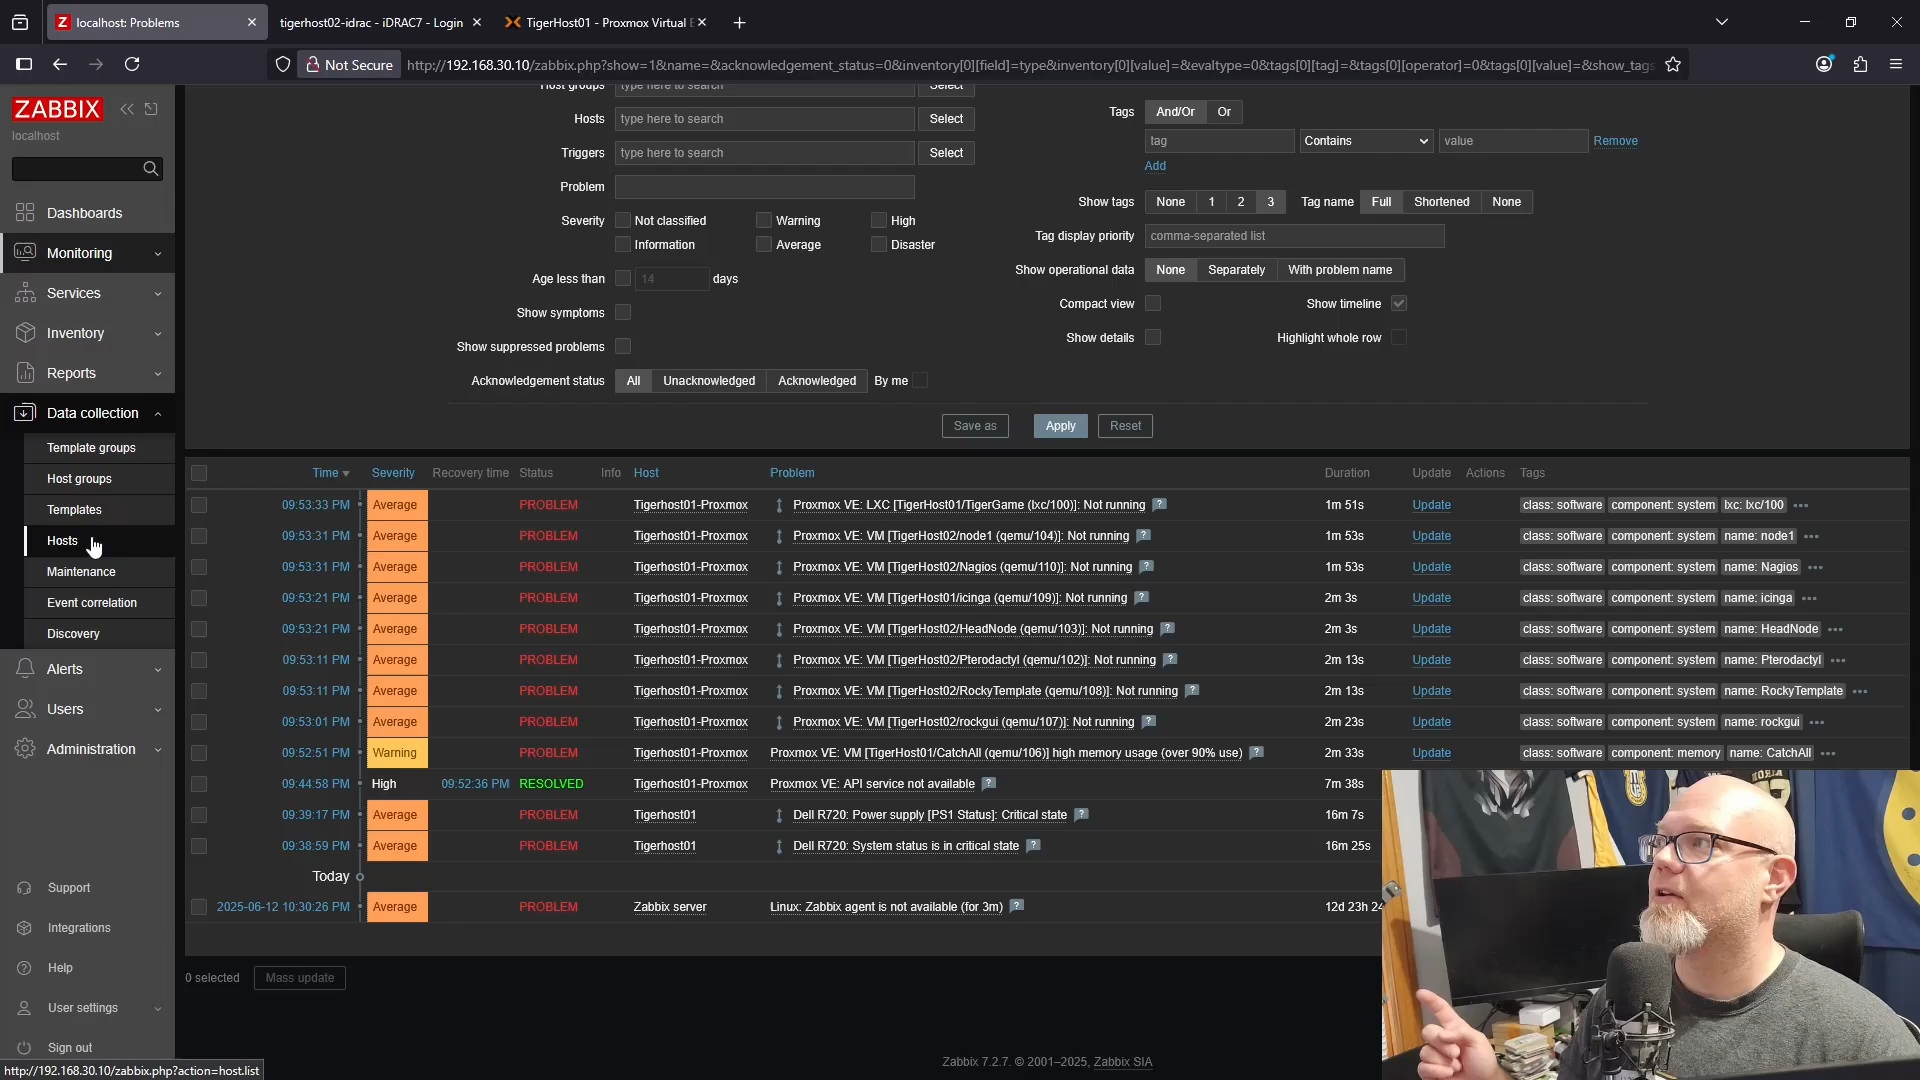 localhost: Problems
tigerhost02-idrac - iDRAC7 - Login
TigerHost01 - Proxmox Virtual E
Not Secure
http://192.168.30.10/zabbix.php?show=1&name=&acknowledgement_status=0&inventory[0][field]=type&inventory[0][value]=&evaltype=0&tags[0][tag]=&tags[0][operator]=0&tags[0][value]=&show_tags
ZABBIX
localhost
Dashboards
Monitoring
Services
Inventory
Reports
Data collection
Template groups
Host groups
Templates
Hosts
Maintenance
Event correlation
Discovery
Alerts
Users
Administration
Support
Integrations
Help
User settings
Sign out
http://192.168.30.10/zabbix.php?action=host.list
Host groups type here to search Select
Hosts type here to search Select
Triggers type here to search Select
Problem
Severity Not classified Warning High
Information Average Disaster
Age less than 14 days
Show symptoms
Show suppressed problems
Acknowledgement status All Unacknowledged Acknowledged By me
Tags And/Or Or
tag Contains value Remove
Add
Show tags None 1 2 3 Tag name Full Shortened None
Tag display priority comma-separated list
Show operational data None Separately With problem name
Compact view Show timeline
Show details Highlight whole row
Save as Apply Reset
Time Severity Recovery time Status Info Host Problem Duration Update Actions Tags
09:53:33 PM Average PROBLEM Tigerhost01-Proxmox Proxmox VE: LXC [TigerHost01/TigerGame (lxc/100)]: Not running ? 1m 51s Update class: software component: system lxc: lxc/100 •••
09:53:31 PM Average PROBLEM Tigerhost01-Proxmox Proxmox VE: VM [TigerHost02/node1 (qemu/104)]: Not running ? 1m 53s Update class: software component: system name: node1 •••
09:53:31 PM Average PROBLEM Tigerhost01-Proxmox Proxmox VE: VM [TigerHost02/Nagios (qemu/110)]: Not running ? 1m 53s Update class: software component: system name: Nagios •••
09:53:21 PM Average PROBLEM Tigerhost01-Proxmox Proxmox VE: VM [TigerHost01/icinga (qemu/109)]: Not running ? 2m 3s Update class: software component: system name: icinga •••
09:53:21 PM Average PROBLEM Tigerhost01-Proxmox Proxmox VE: VM [TigerHost02/HeadNode (qemu/103)]: Not running ? 2m 3s Update class: software component: system name: HeadNode •••
09:53:11 PM Average PROBLEM Tigerhost01-Proxmox Proxmox VE: VM [TigerHost02/Pterodactyl (qemu/102)]: Not running ? 2m 13s Update class: software component: system name: Pterodactyl •••
09:53:11 PM Average PROBLEM Tigerhost01-Proxmox Proxmox VE: VM [TigerHost02/RockyTemplate (qemu/108)]: Not running ? 2m 13s Update class: software component: system name: RockyTemplate •••
09:53:01 PM Average PROBLEM Tigerhost01-Proxmox Proxmox VE: VM [TigerHost02/rockgui (qemu/107)]: Not running ? 2m 23s Update class: software component: system name: rockgui •••
09:52:51 PM Warning PROBLEM Tigerhost01-Proxmox Proxmox VE: VM [TigerHost01/CatchAll (qemu/106)] high memory usage (over 90% use) ? 2m 33s Update class: software component: memory name: CatchAll •••
09:44:58 PM High 09:52:36 PM RESOLVED Tigerhost01-Proxmox Proxmox VE: API service not available ? 7m 38s
09:39:17 PM Average PROBLEM Tigerhost01 Dell R720: Power supply [PS1 Status]: Critical state ? 16m 7s
09:38:59 PM Average PROBLEM Tigerhost01 Dell R720: System status is in critical state ? 16m 25s
Today
2025-06-12 10:30:26 PM Average PROBLEM Zabbix server Linux: Zabbix agent is not available (for 3m) ? 12d 23h 24
0 selected Mass update
Zabbix 7.2.7. © 2001–2025, Zabbix SIA